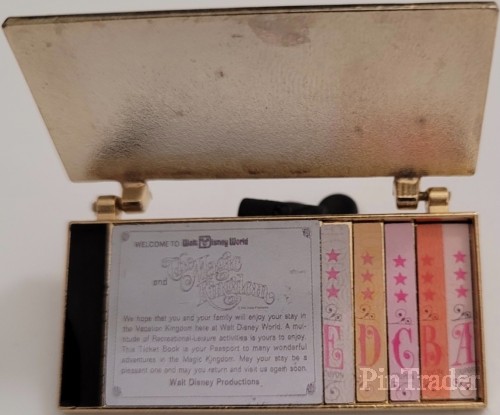 WELCOME TO Walt Disney World
and The Magic Kingdom
We hope that you and your family will enjoy your stay in
the Vacation Kingdom here at Walt Disney World. A mul-
titude of Recreational-Leisure activities is yours to enjoy.
This Ticket Book is your Passport to many wonderful
adventures in the Magic Kingdom. May your stay be a
pleasant one and may you return and visit us again soon.
Walt Disney Productions
E D C B A
PinTrader